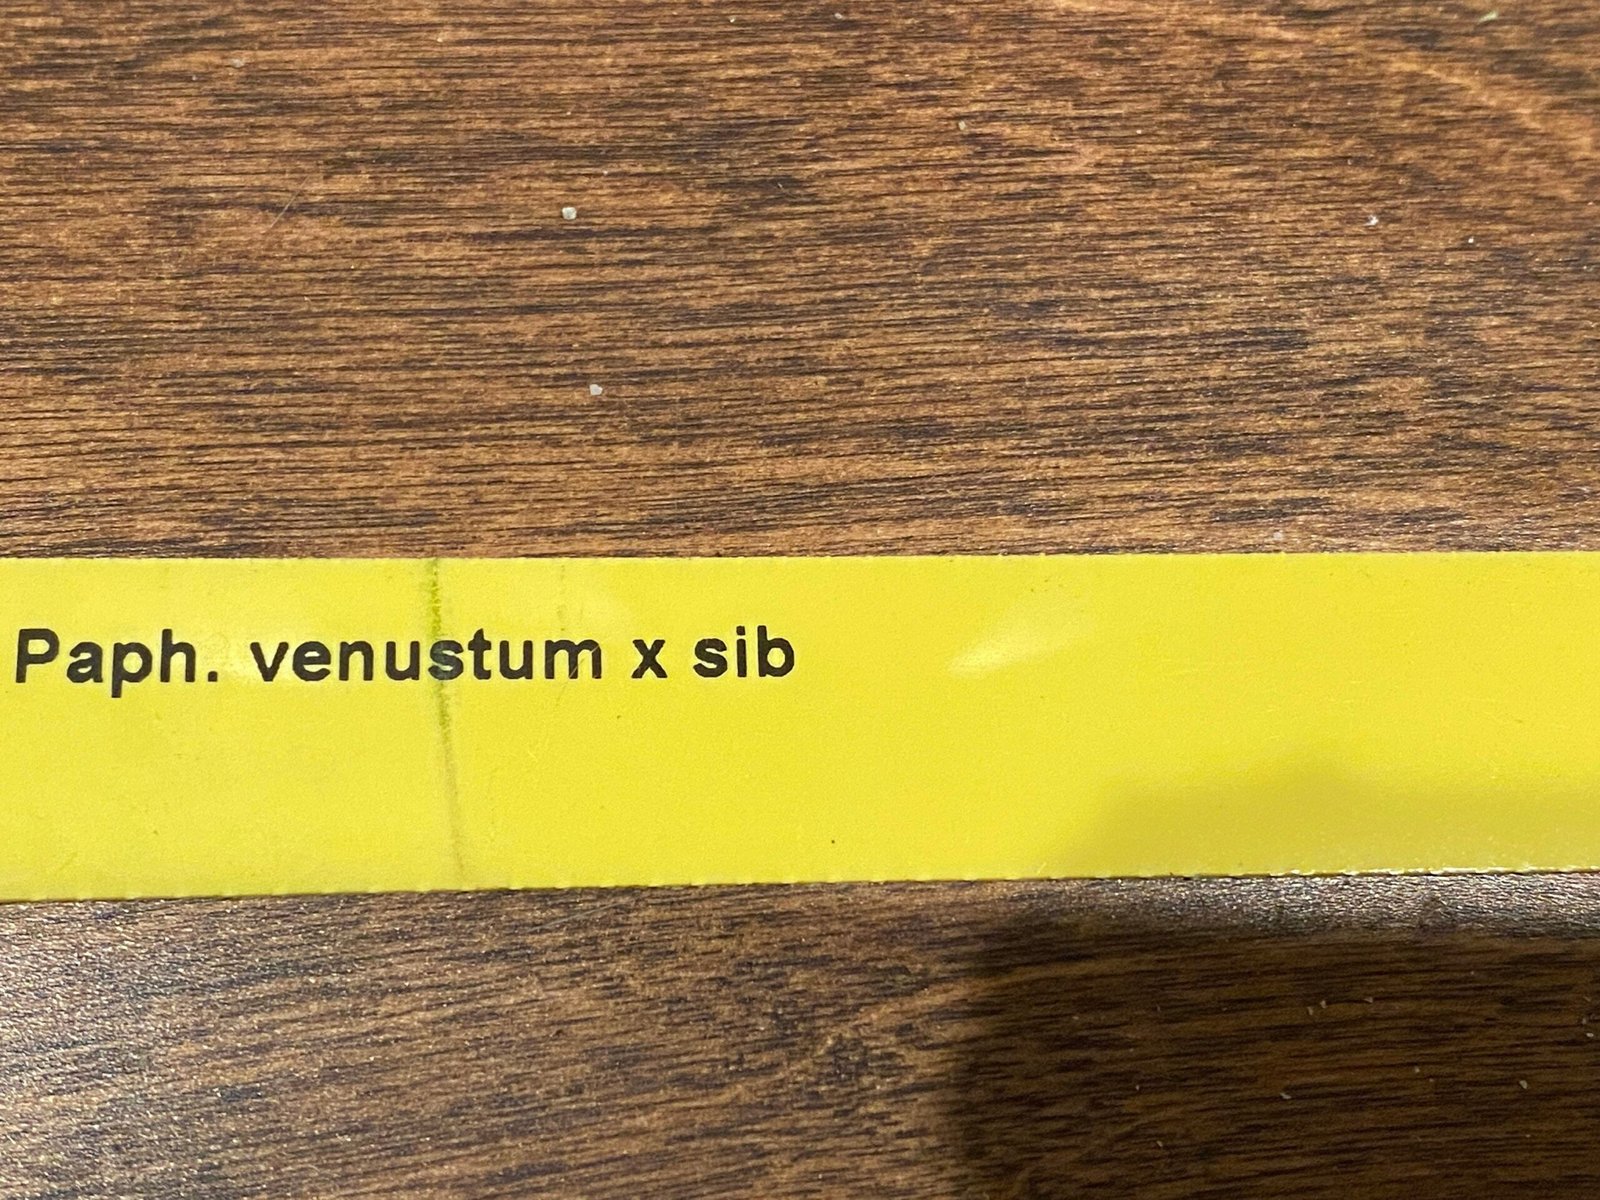 Paph. venustum x sib